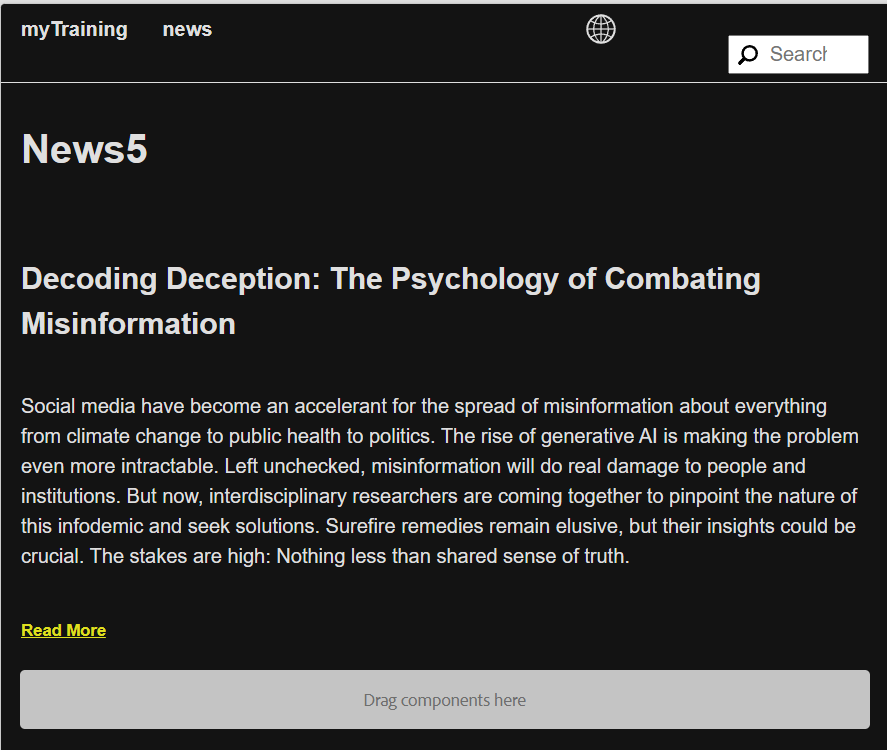 myTraining news
Search
News5
Decoding Deception: The Psychology of Combating
Misinformation
Social media have become an accelerant for the spread of misinformation about everything
from climate change to public health to politics. The rise of generative AI is making the problem
even more intractable. Left unchecked, misinformation will do real damage to people and
institutions. But now, interdisciplinary researchers are coming together to pinpoint the nature of
this infodemic and seek solutions. Surefire remedies remain elusive, but their insights could be
crucial. The stakes are high: Nothing less than shared sense of truth.
Read More
Drag components here